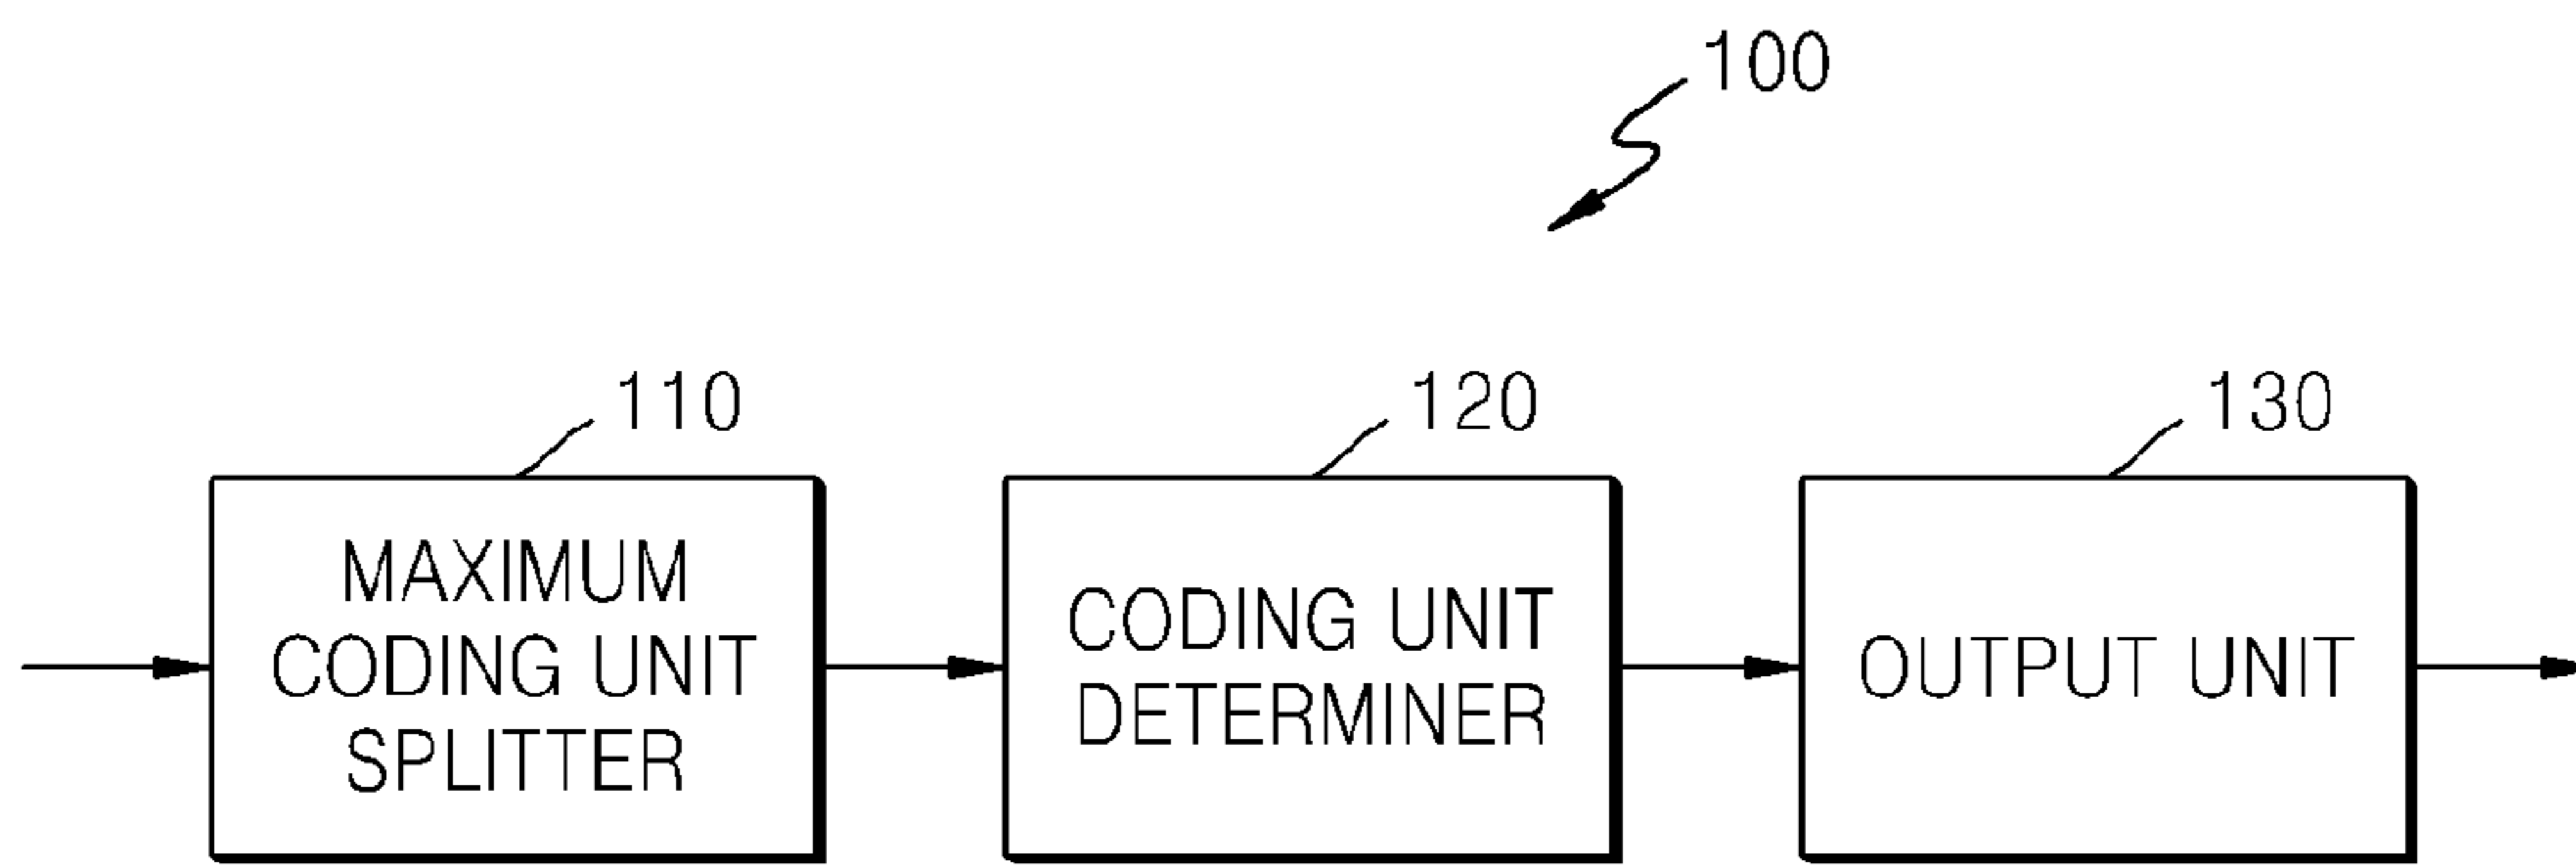 100
110
120
130
MAXIMUM
CODING UNIT
SPLITTER
CODING UNIT
DETERMINER
OUTPUT UNIT